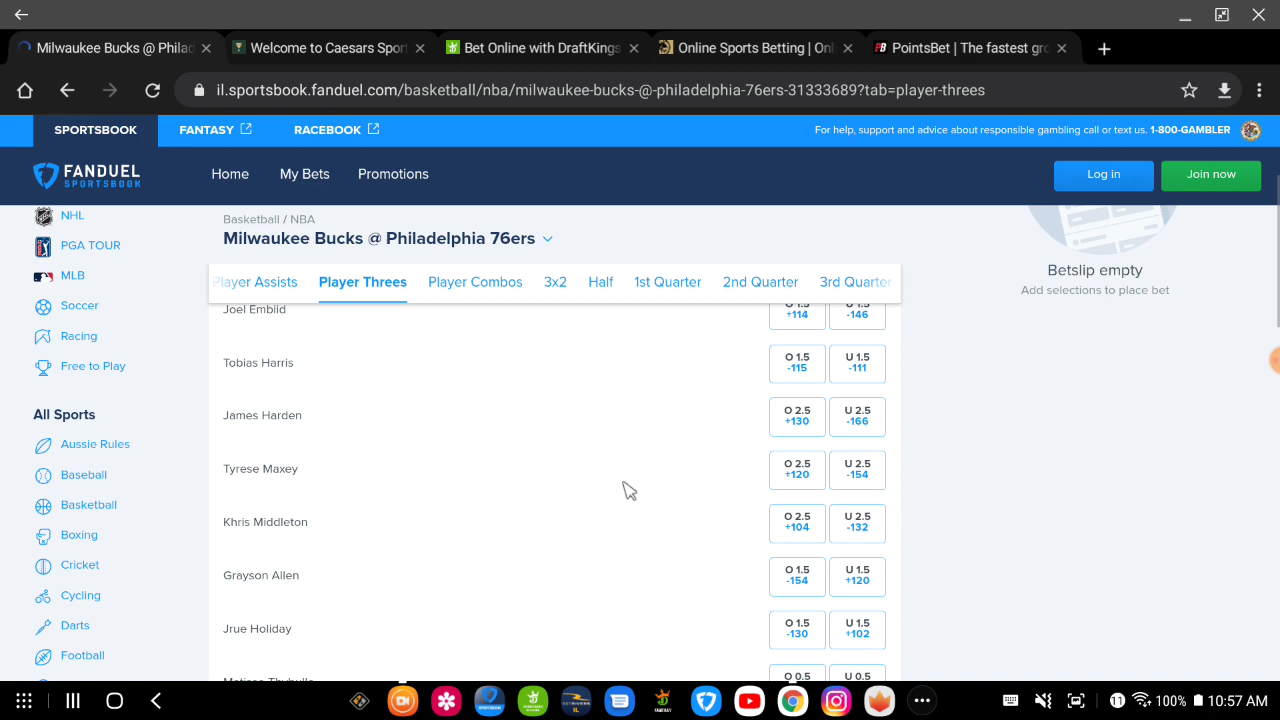 Milwaukee Bucks @ Philad
Welcome to Caesars Sport
Bet Online with DraftKings
Online Sports Betting | Onl
PointsBet | The fastest gro
il.sportsbook.fanduel.com/basketball/nba/milwaukee-bucks-@-philadelphia-76ers-31333689?tab=player-threes
SPORTSBOOK FANTASY RACEBOOK
For help, support and advice about responsible gambling call or text us. 1-800-GAMBLER
FANDUEL
SPORTSBOOK
Home My Bets Promotions
Log in Join now
NHL
PGA TOUR
MLB
Soccer
Racing
Free to Play
All Sports
Aussie Rules
Baseball
Basketball
Boxing
Cricket
Cycling
Darts
Football
Basketball / NBA
Milwaukee Bucks @ Philadelphia 76ers
Player Assists Player Threes Player Combos 3x2 Half 1st Quarter 2nd Quarter 3rd Quarter
Joel Embiid
O 1.5 U 1.5
+114 -146
Tobias Harris
O 1.5 U 1.5
-115 -111
James Harden
O 2.5 U 2.5
+130 -166
Tyrese Maxey
O 2.5 U 2.5
+120 -154
Khris Middleton
O 2.5 U 2.5
+104 -132
Grayson Allen
O 1.5 U 1.5
-154 +120
Jrue Holiday
O 1.5 U 1.5
-130 +102
Matisse Thybulle
O 0.5 U 0.5
Betslip empty
Add selections to place bet
11 100% 10:57 AM